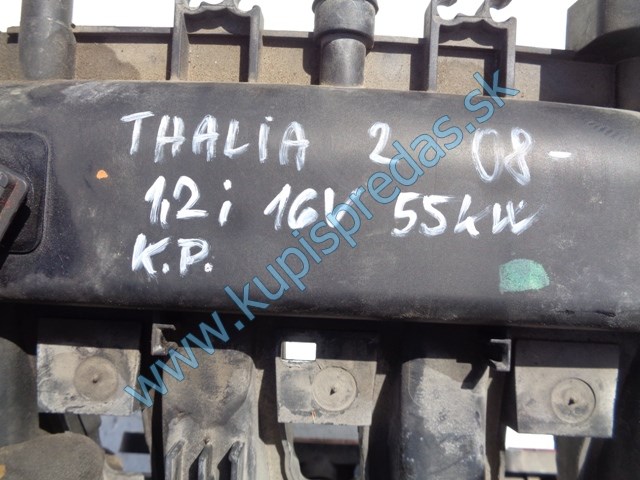 THALIA 2 08-
1,2i 16V 55kW
K.P.
www.kupispredas.sk